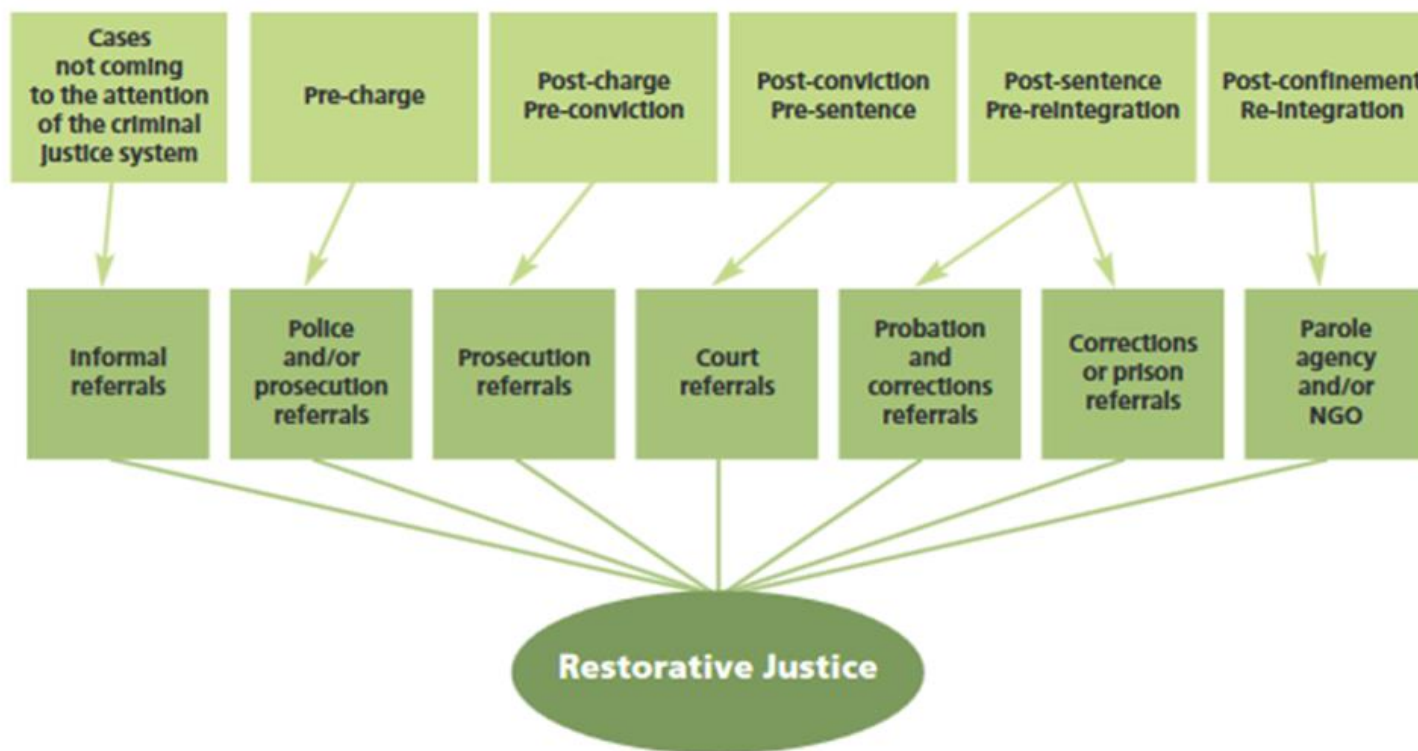 Cases
not coming
to the attention
of the criminal
justice system
Pre-charge
Post-charge
Pre-conviction
Post-conviction
Pre-sentence
Post-sentence
Pre-reintegration
Post-confinement
Re-integration
Informal
referrals
Police
and/or
prosecution
referrals
Prosecution
referrals
Court
referrals
Probation
and
corrections
referrals
Corrections
or prison
referrals
Parole
agency
and/or
NGO
Restorative Justice